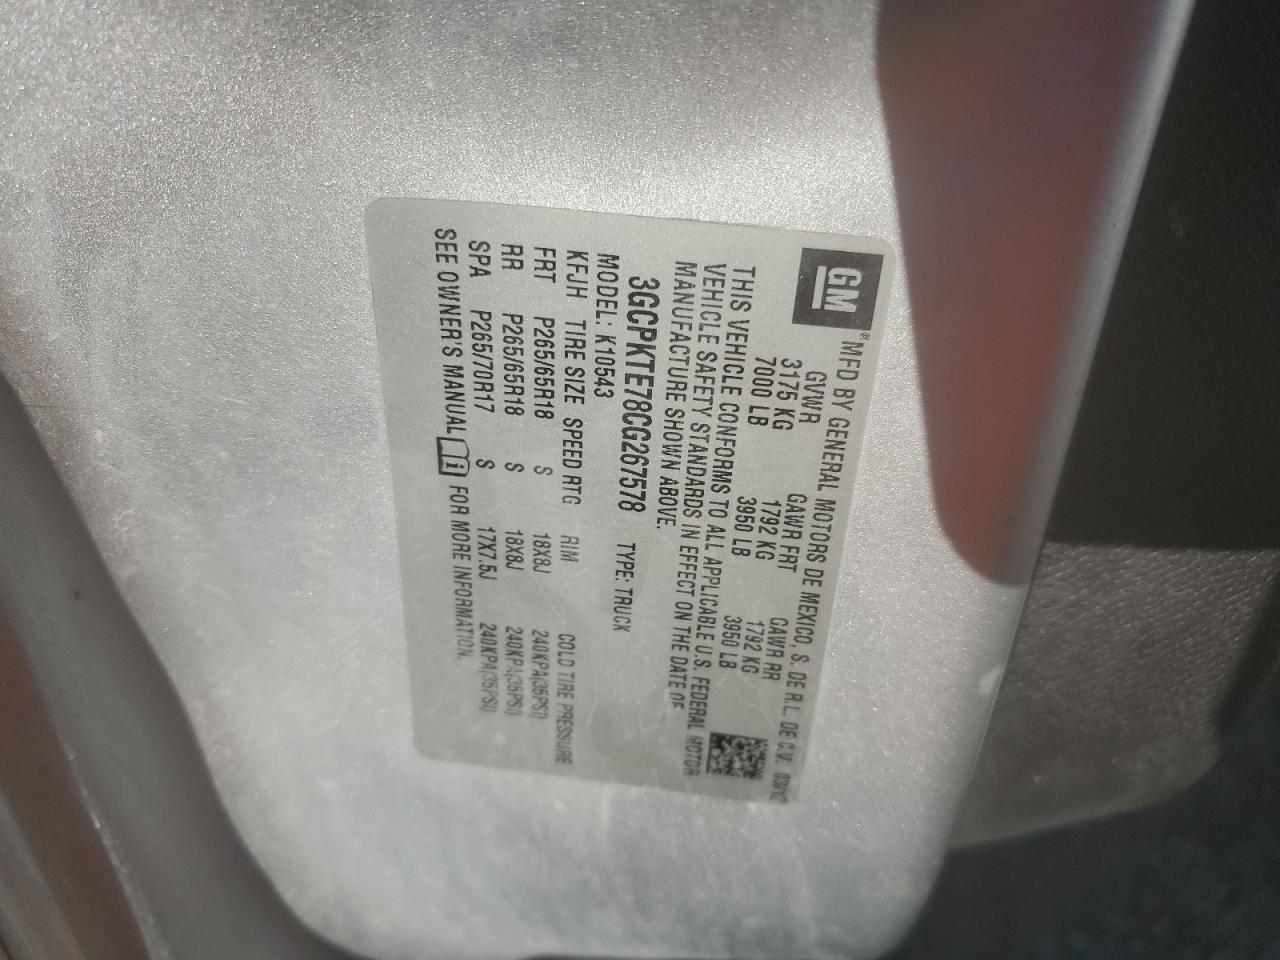 GM
® MFD BY GENERAL MOTORS DE MEXICO, S. DE R.L. DE C.V. 03/12
GVWR GAWR FRT GAWR RR
3175 KG 1792 KG 1792 KG
7000 LB 3950 LB 3950 LB
THIS VEHICLE CONFORMS TO ALL APPLICABLE U.S. FEDERAL MOTOR
VEHICLE SAFETY STANDARDS IN EFFECT ON THE DATE OF
MANUFACTURE SHOWN ABOVE.
3GCPKTE78CG267578 TYPE: TRUCK
MODEL: K10543
KFJH TIRE SIZE SPEED RTG RIM COLD TIRE PRESSURE
FRT P265/65R18 S 18X8J 240KPA(35PSI)
RR P265/65R18 S 18X8J 240KPA(35PSI)
SPA P265/70R17 S 17X7.5J 240KPA(35PSI)
SEE OWNER'S MANUAL i FOR MORE INFORMATION.